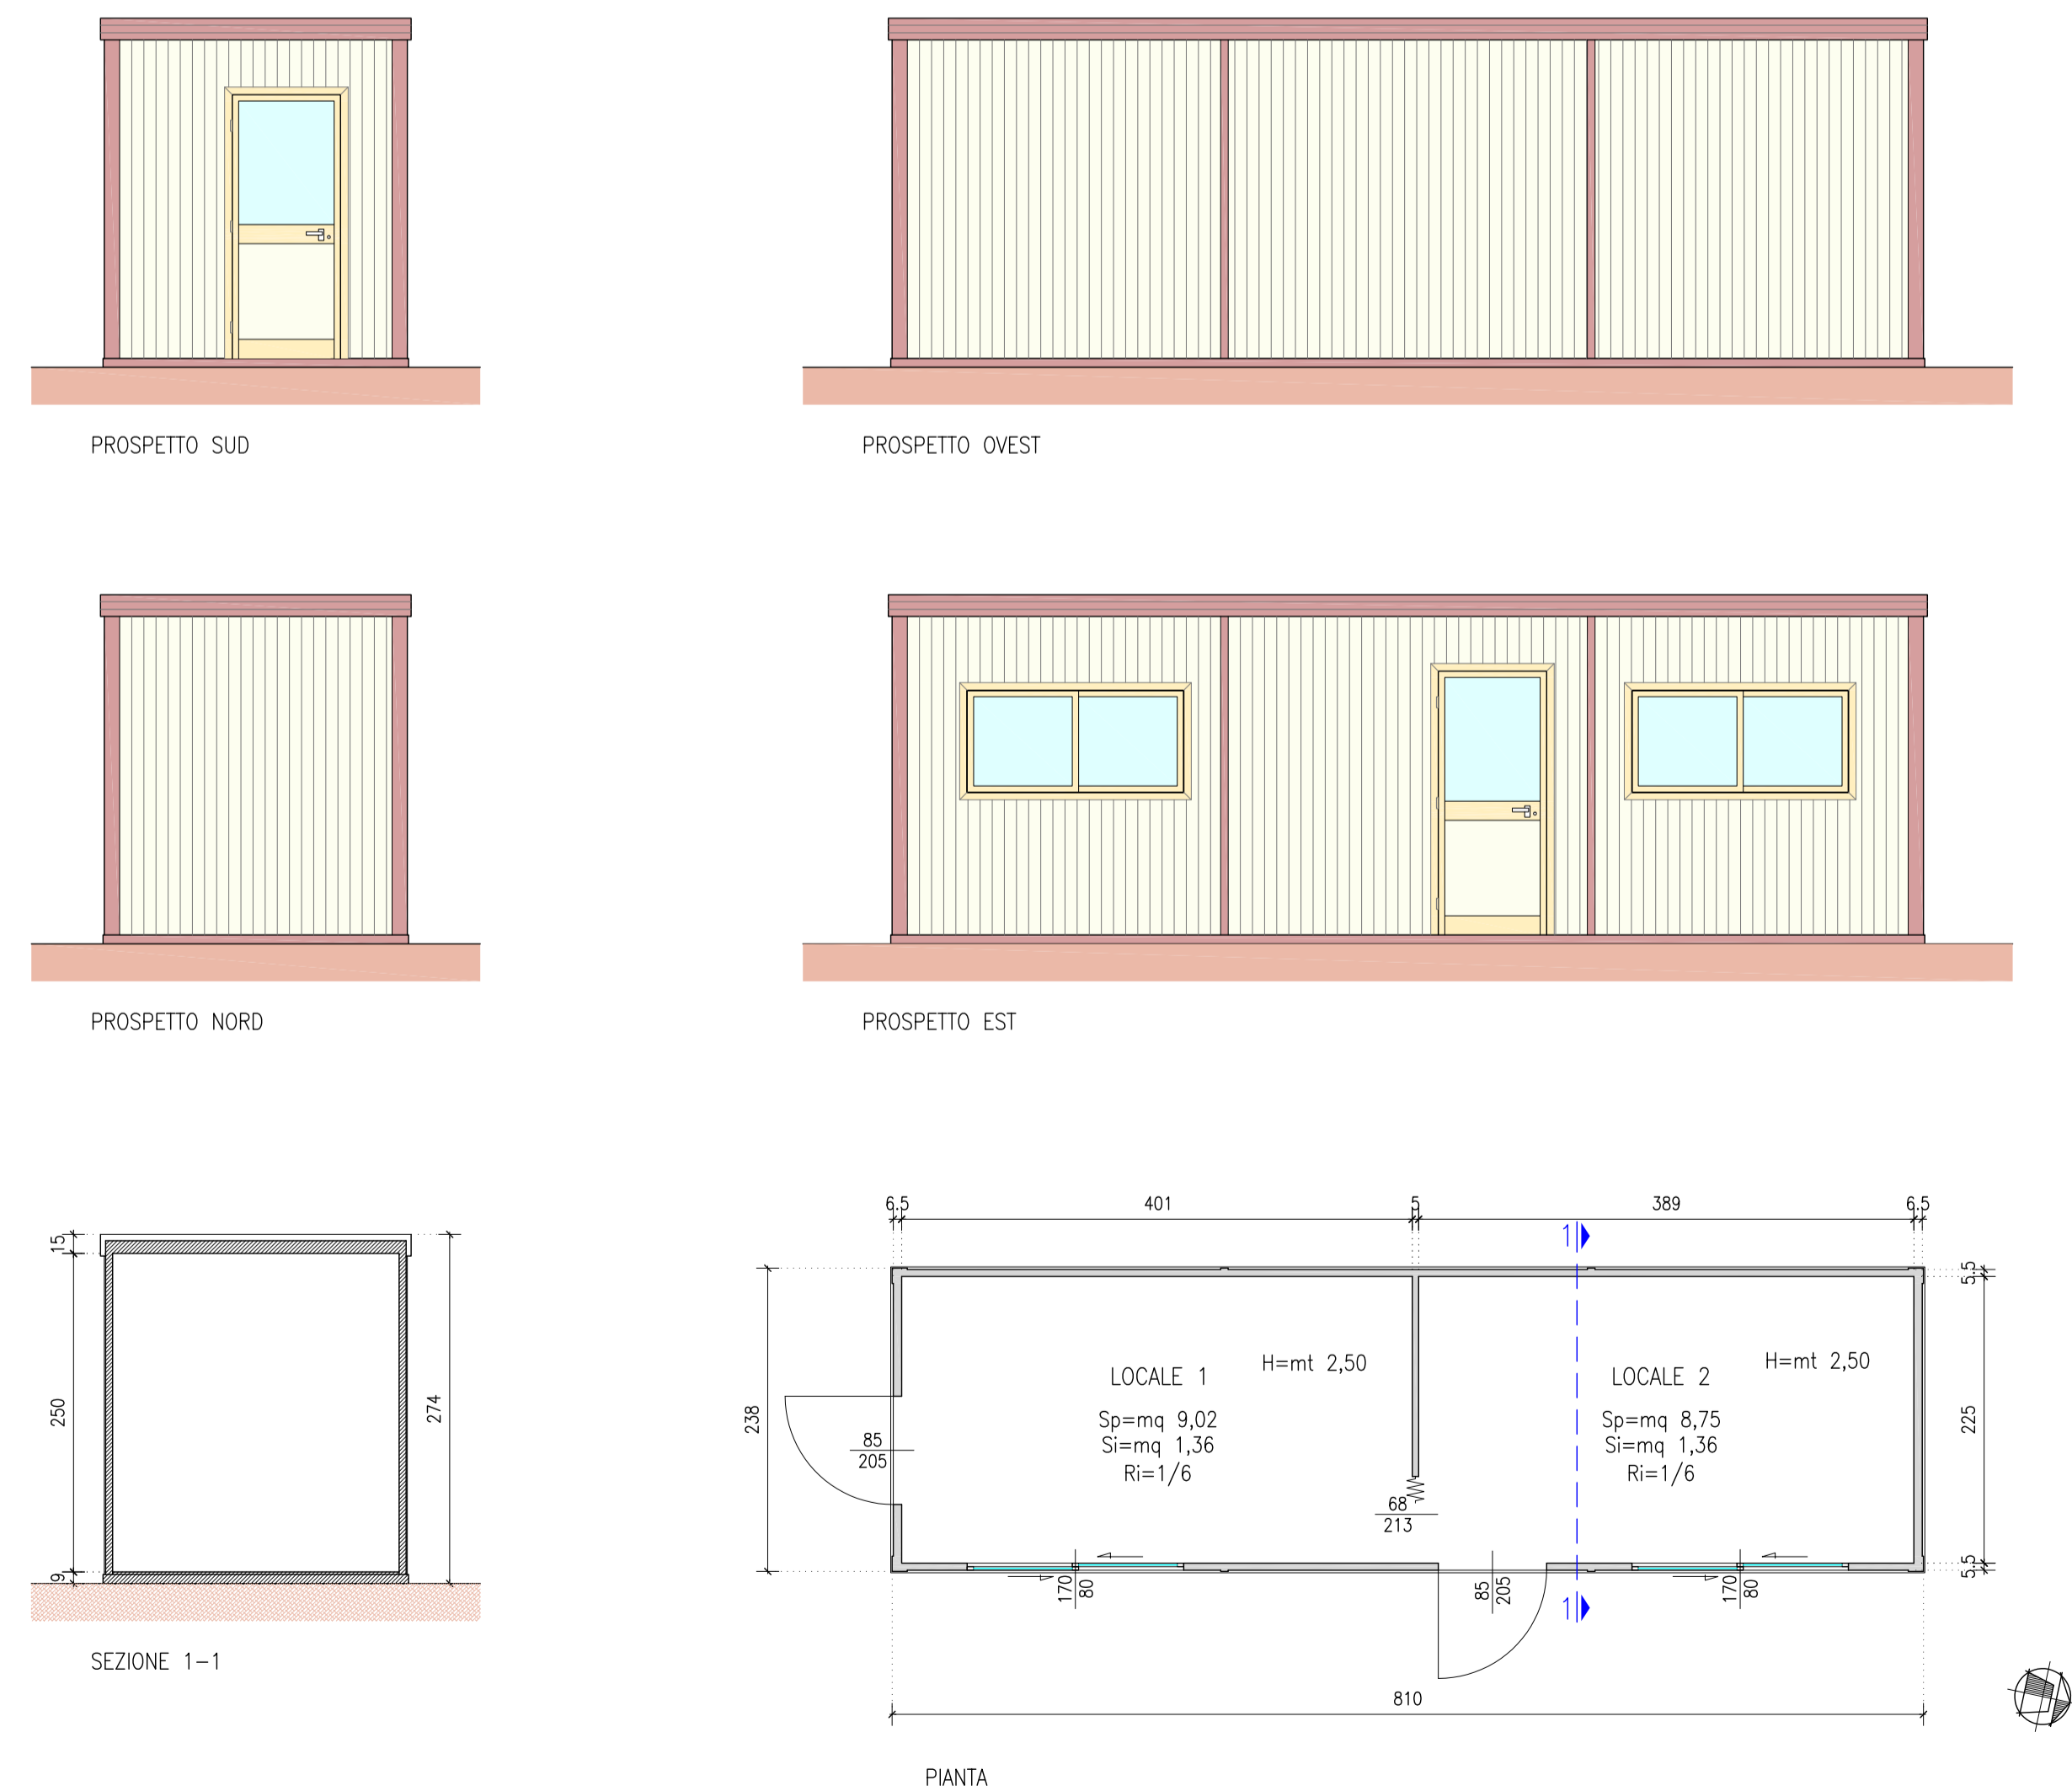 PROSPETTO SUD
PROSPETTO OVEST
PROSPETTO NORD
PROSPETTO EST
15
250
9
274
SEZIONE 1-1
6.5
401
5
389
6.5
1
5.5
225
5.5
238
LOCALE 1
H=mt 2,50
Sp=mq 9,02
Si=mq 1,36
Ri=1/6
LOCALE 2
H=mt 2,50
Sp=mq 8,75
Si=mq 1,36
Ri=1/6
85
205
68
213
170
80
85
205
1
170
80
810
PIANTA